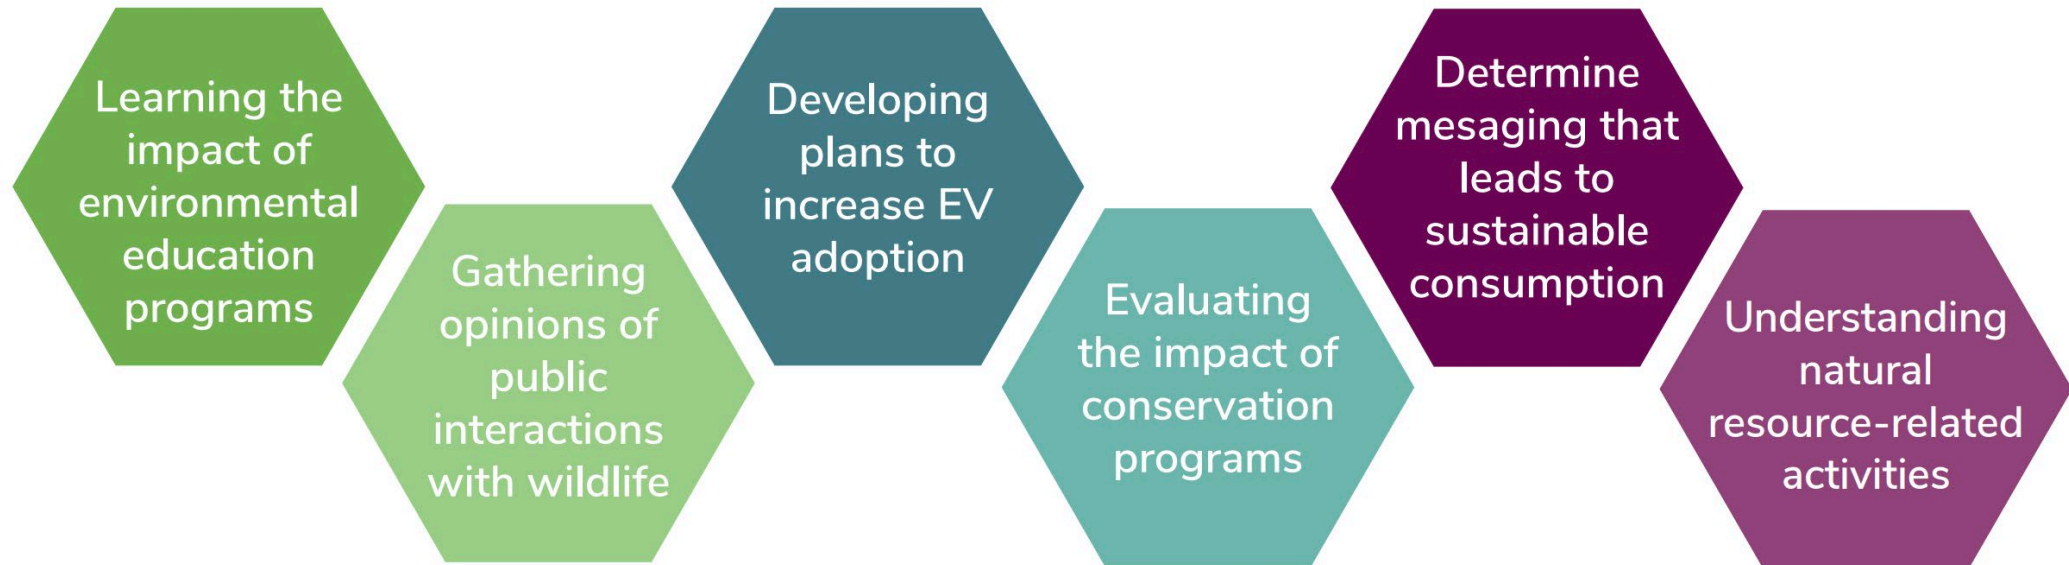 Learning the
impact of
environmental
education
programs
Gathering
opinions of
public
interactions
with wildlife
Developing
plans to
increase EV
adoption
Evaluating
the impact of
conservation
programs
Determine
mesaging that
leads to
sustainable
consumption
Understanding
natural
resource-related
activities